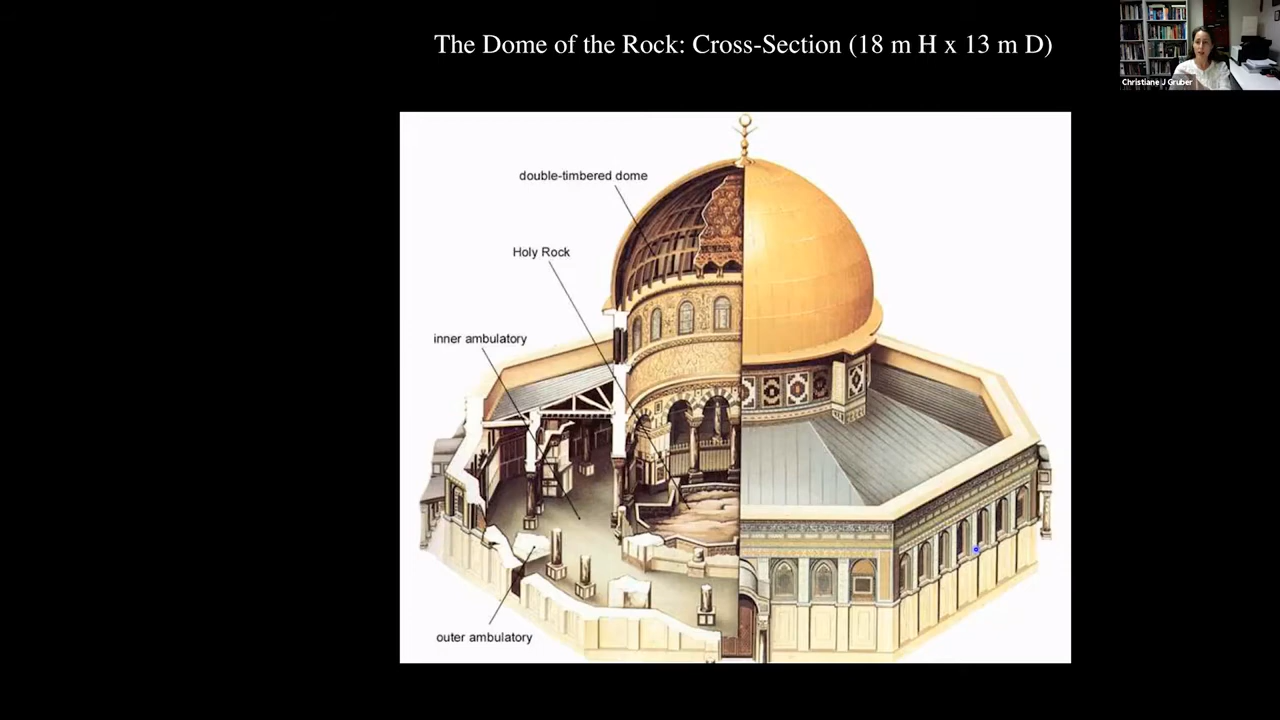 The Dome of the Rock: Cross-Section (18 m H x 13 m D)
Christiane J Gruber
double-timbered dome
Holy Rock
inner ambulatory
outer ambulatory